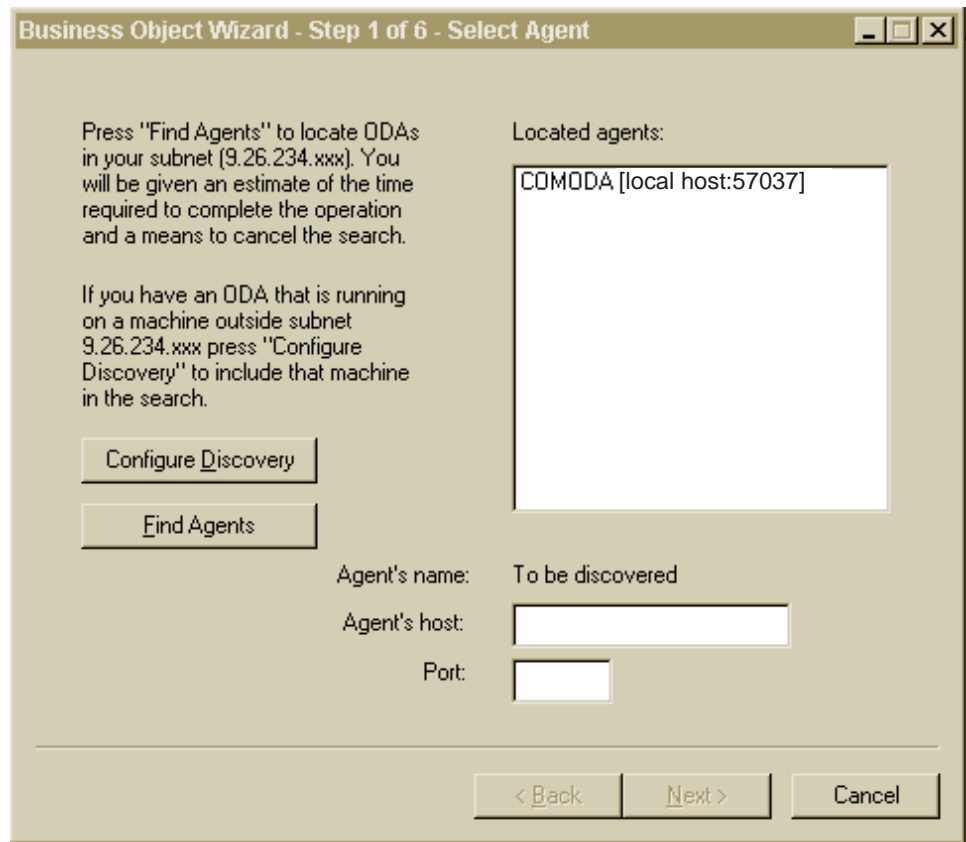 Business Object Wizard - Step 1 of 6 - Select Agent
Press "Find Agents" to locate ODAs
in your subnet (9.26.234.xxx). You
will be given an estimate of the time
required to complete the operation
and a means to cancel the search.
If you have an ODA that is running
on a machine outside subnet
9.26.234.xxx press "Configure
Discovery" to include that machine
in the search.
Configure Discovery
Find Agents
Located agents:
COMODA [local host:57037]
Agent's name: To be discovered
Agent's host:
Port:
< Back
Next >
Cancel